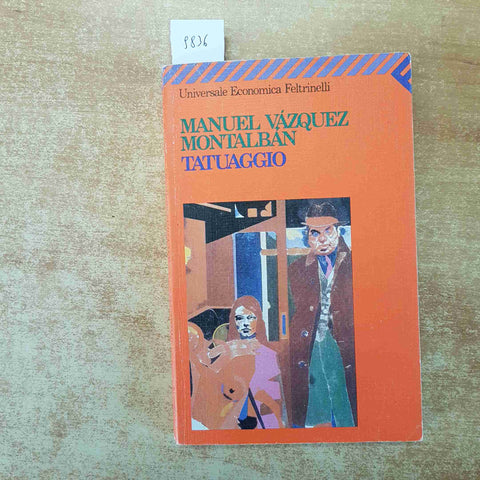 9836
Universale Economica Feltrinelli
MANUEL VÁZQUEZ
MONTALBÁN
TATUAGGIO